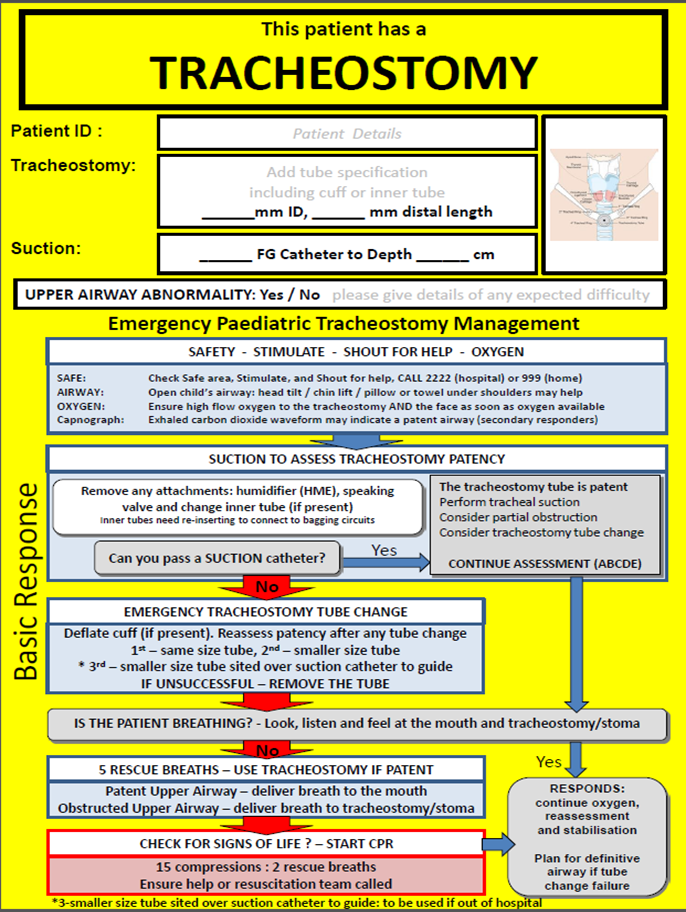 This patient has a
TRACHEOSTOMY
Patient ID :
Patient Details
Tracheostomy:
Add tube specification
including cuff or inner tube
______mm ID, ______ mm distal length
Suction:
______ FG Catheter to Depth ______ cm
UPPER AIRWAY ABNORMALITY: Yes / No please give details of any expected difficulty
Emergency Paediatric Tracheostomy Management
SAFETY - STIMULATE - SHOUT FOR HELP - OXYGEN
SAFE: Check Safe area, Stimulate, and Shout for help, CALL 2222 (hospital) or 999 (home)
AIRWAY: Open child's airway: head tilt / chin lift / pillow or towel under shoulders may help
OXYGEN: Ensure high flow oxygen to the tracheostomy AND the face as soon as oxygen available
Capnograph: Exhaled carbon dioxide waveform may indicate a patent airway (secondary responders)
SUCTION TO ASSESS TRACHEOSTOMY PATENCY
Remove any attachments: humidifier (HME), speaking
valve and change inner tube (if present)
Inner tubes need re-inserting to connect to bagging circuits
Can you pass a SUCTION catheter?
Yes
The tracheostomy tube is patent
Perform tracheal suction
Consider partial obstruction
Consider tracheostomy tube change
CONTINUE ASSESSMENT (ABCDE)
No
Basic Response
EMERGENCY TRACHEOSTOMY TUBE CHANGE
Deflate cuff (if present). Reassess patency after any tube change
1st – same size tube, 2nd – smaller size tube
* 3rd – smaller size tube sited over suction catheter to guide
IF UNSUCCESSFUL – REMOVE THE TUBE
IS THE PATIENT BREATHING? - Look, listen and feel at the mouth and tracheostomy/stoma
No
Yes
5 RESCUE BREATHS – USE TRACHEOSTOMY IF PATENT
Patent Upper Airway – deliver breath to the mouth
Obstructed Upper Airway – deliver breath to tracheostomy/stoma
CHECK FOR SIGNS OF LIFE ? – START CPR
15 compressions : 2 rescue breaths
Ensure help or resuscitation team called
RESPONDS:
continue oxygen,
reassessment
and stabilisation
Plan for definitive
airway if tube
change failure
*3-smaller size tube sited over suction catheter to guide: to be used if out of hospital